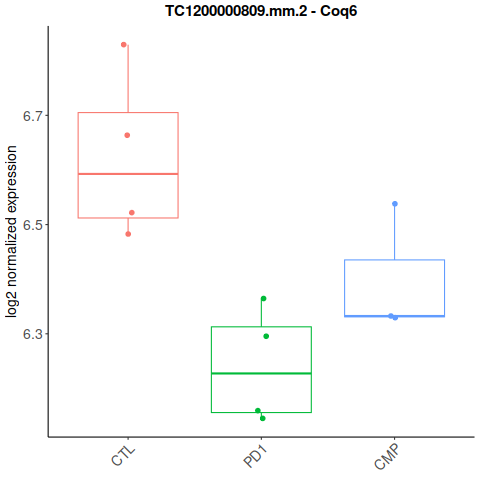 TC1200000809.mm.2 - Coq6
log2 normalized expression
6.7
6.5
6.3
CTL
PD1
CMP